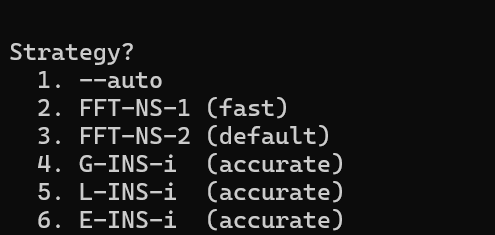 Strategy?
  1. --auto
  2. FFT-NS-1 (fast)
  3. FFT-NS-2 (default)
  4. G-INS-i  (accurate)
  5. L-INS-i  (accurate)
  6. E-INS-i  (accurate)